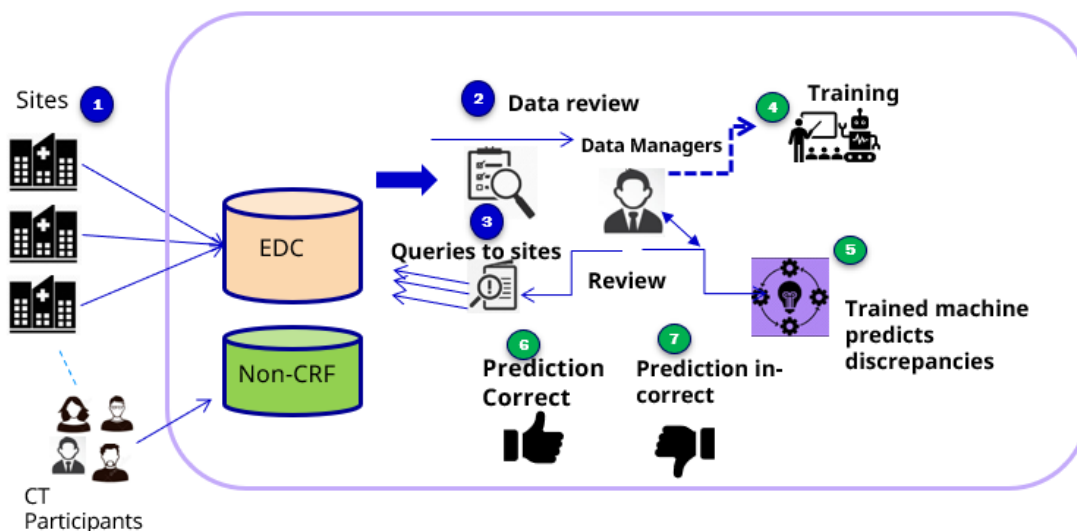 Sites
1
2
Data review
4
Training
Data Managers
3
EDC
Queries to sites
Review
5
Trained machine
predicts
discrepancies
6
Prediction
Correct
7
Prediction in-
correct
Non-CRF
CT
Participants